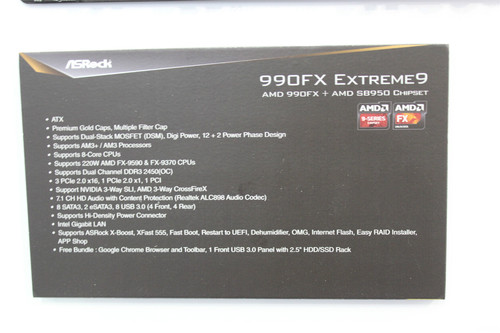 ASRock
990FX EXTREME9
AMD 990FX + AMD SB950 CHIPSET
AMD
9-SERIES
AMD
FX
• ATX
• Premium Gold Caps, Multiple Filter Cap
• Supports Dual-Stack MOSFET (DSM), Digi Power, 12 + 2 Power Phase Design
• Supports AM3+ / AM3 Processors
• Supports 8-Core CPUs
• Supports 220W AMD FX-9590 & FX-9370 CPUs
• Supports Dual Channel DDR3 2450(OC)
• 3 PCIe 2.0 x16, 1 PCIe 2.0 x1, 1 PCI
• Support NVIDIA 3-Way SLI, AMD 3-Way CrossFireX
• 7.1 CH HD Audio with Content Protection (Realtek ALC898 Audio Codec)
• 8 SATA3, 2 eSATA3, 8 USB 3.0 (4 Front, 4 Rear)
• Supports Hi-Density Power Connector
• Intel Gigabit LAN
• Supports ASRock X-Boost, XFast 555, Fast Boot, Restart to UEFI, Dehumidifier, OMG, Internet Flash, Easy RAID Installer,
APP Shop
• Free Bundle : Google Chrome Browser and Toolbar, 1 Front USB 3.0 Panel with 2.5" HDD/SSD Rack